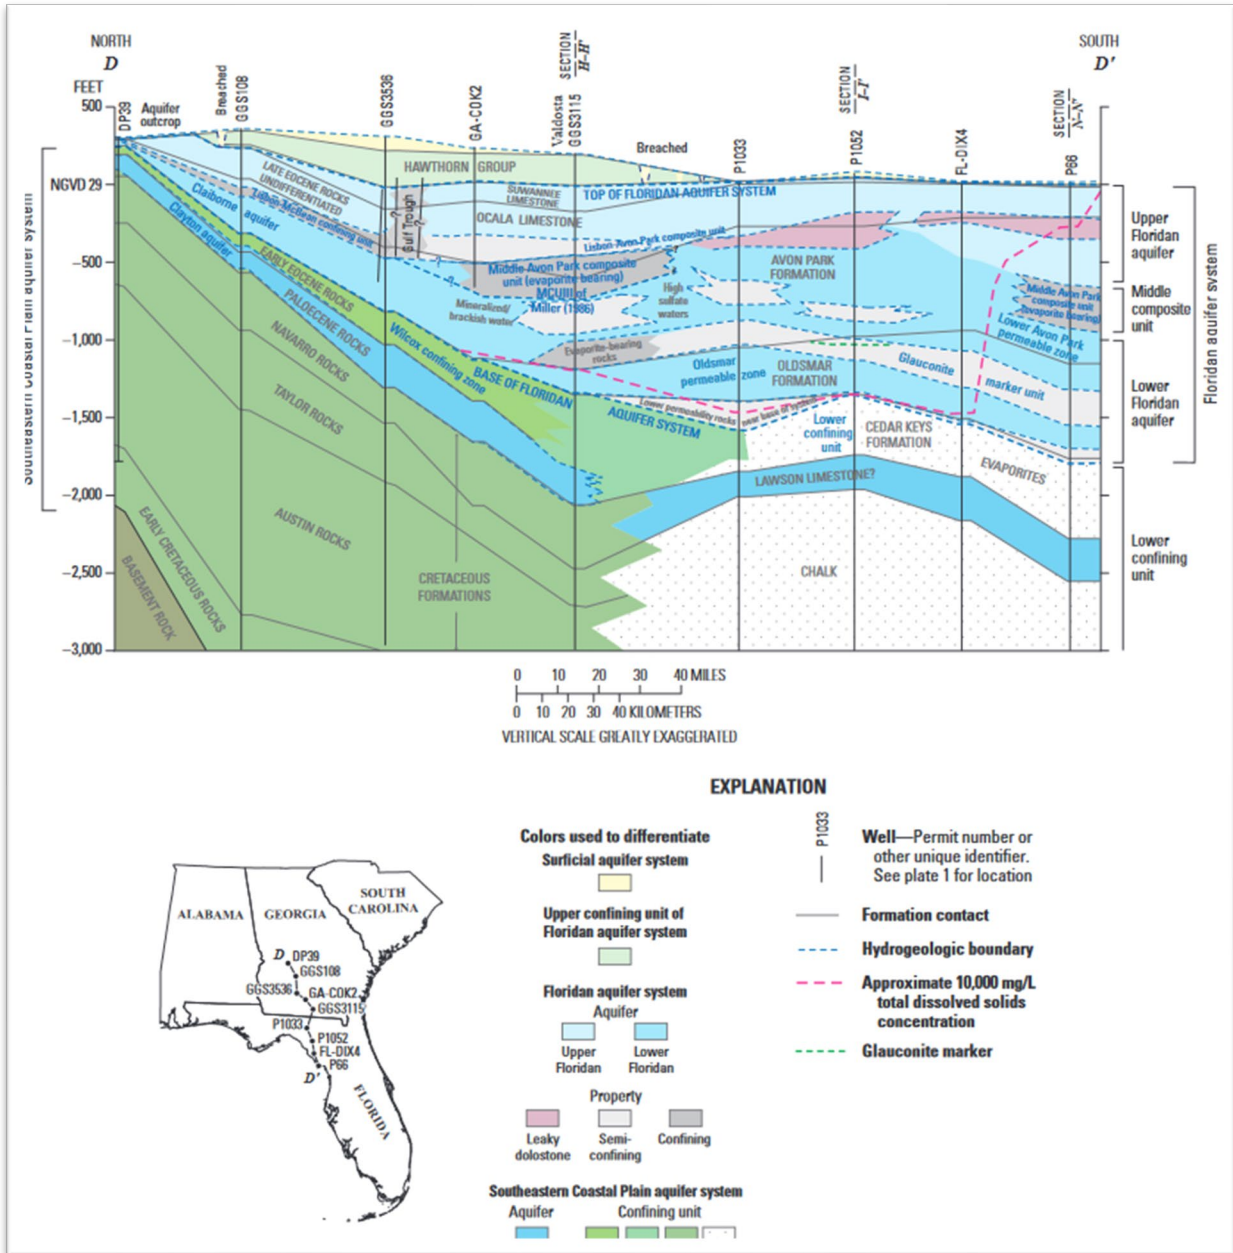 NORTH
D
FEET
SOUTH
D'
DP39
Aquifer
outcrop
Breached
GGS108
GGS3536
GA-COK2
Valdosta
GGS3115
SECTION
H–H'
Breached
P1033
P1052
SECTION
I–I'
FL-DIX4
P66
SECTION
N–N'
500
NGVD 29
–500
–1,000
–1,500
–2,000
–2,500
–3,000
Southeastern Coastal Plain aquifer system
HAWTHORN GROUP
LATE EOCENE ROCKS
UNDIFFERENTIATED
Lisbon-McBean confining unit
Claiborne aquifer
Clayton aquifer
Gulf Trough
?
?
?
?
SUWANNEE
LIMESTONE
TOP OF FLORIDAN AQUIFER SYSTEM
OCALA LIMESTONE
Lisbon-Avon Park composite unit
Middle Avon Park composite
unit (evaporite bearing)
MCUIII of
Miller (1986)
Mineralized/
brackish water
High
sulfate
waters
AVON PARK
FORMATION
Middle Avon Park
composite unit
(evaporite bearing)
Lower Avon Park
permeable zone
EARLY EOCENE ROCKS
PALOECENE ROCKS
NAVARRO ROCKS
TAYLOR ROCKS
AUSTIN ROCKS
EARLY CRETACEOUS ROCKS
BASEMENT ROCK
Wilcox confining zone
Evaporite-bearing
rocks
BASE OF FLORIDAN
AQUIFER SYSTEM
Oldsmar
permeable zone
OLDSMAR
FORMATION
Glauconite
marker unit
Lower permeability rocks near base of system
Lower
confining
unit
CEDAR KEYS
FORMATION
EVAPORITES
LAWSON LIMESTONE?
CHALK
CRETACEOUS
FORMATIONS
Upper
Floridan
aquifer
Middle
composite
unit
Lower
Floridan
aquifer
Floridan aquifer system
Lower
confining
unit
0 10 20 30 40 MILES
0 10 20 30 40 KILOMETERS
VERTICAL SCALE GREATLY EXAGGERATED
EXPLANATION
Colors used to differentiate
Surficial aquifer system
Upper confining unit of
Floridan aquifer system
Floridan aquifer system
Aquifer
Upper
Floridan
Lower
Floridan
Property
Leaky
dolostone
Semi-
confining
Confining
Southeastern Coastal Plain aquifer system
Aquifer
Confining unit
P1033
Well—Permit number or
other unique identifier.
See plate 1 for location
Formation contact
Hydrogeologic boundary
Approximate 10,000 mg/L
total dissolved solids
concentration
Glauconite marker
ALABAMA
GEORGIA
SOUTH
CAROLINA
D
DP39
GGS108
GGS3536
GA-COK2
GGS3115
P1033
P1052
FL-DIX4
P66
D'
FLORIDA